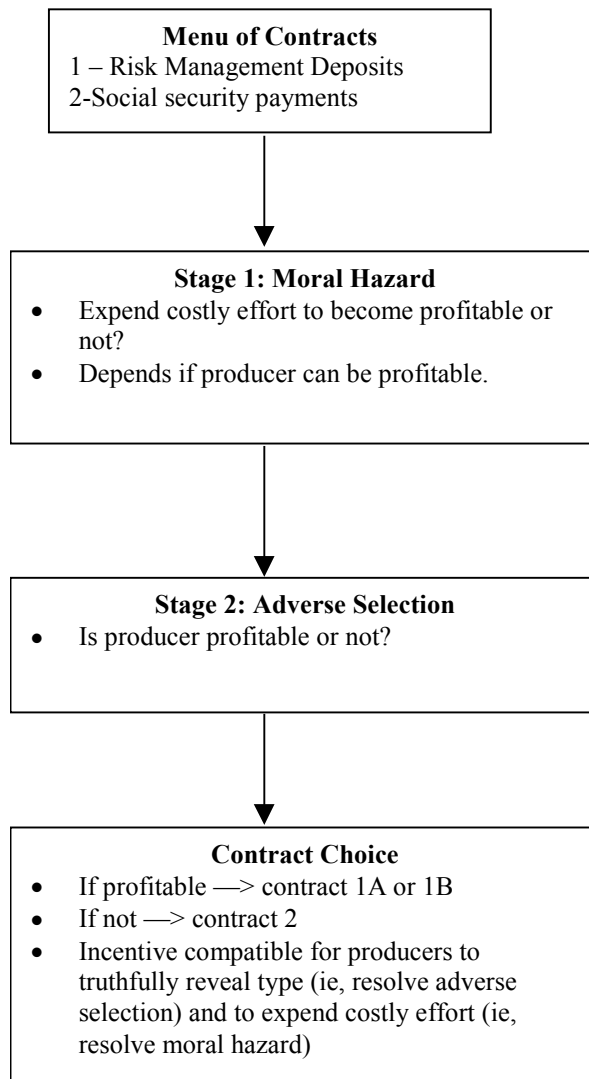 Menu of Contracts
1 – Risk Management Deposits
2-Social security payments
Stage 1: Moral Hazard
• Expend costly effort to become profitable or
not?
• Depends if producer can be profitable.
Stage 2: Adverse Selection
• Is producer profitable or not?
Contract Choice
• If profitable —> contract 1A or 1B
• If not —> contract 2
• Incentive compatible for producers to
truthfully reveal type (ie, resolve adverse
selection) and to expend costly effort (ie,
resolve moral hazard)